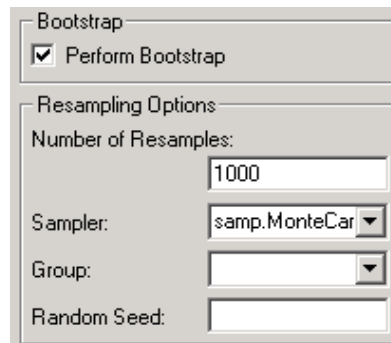 Bootstrap
Perform Bootstrap
Resampling Options
Number of Resamples:
1000
Sampler: samp.MonteCar
Group:
Random Seed: